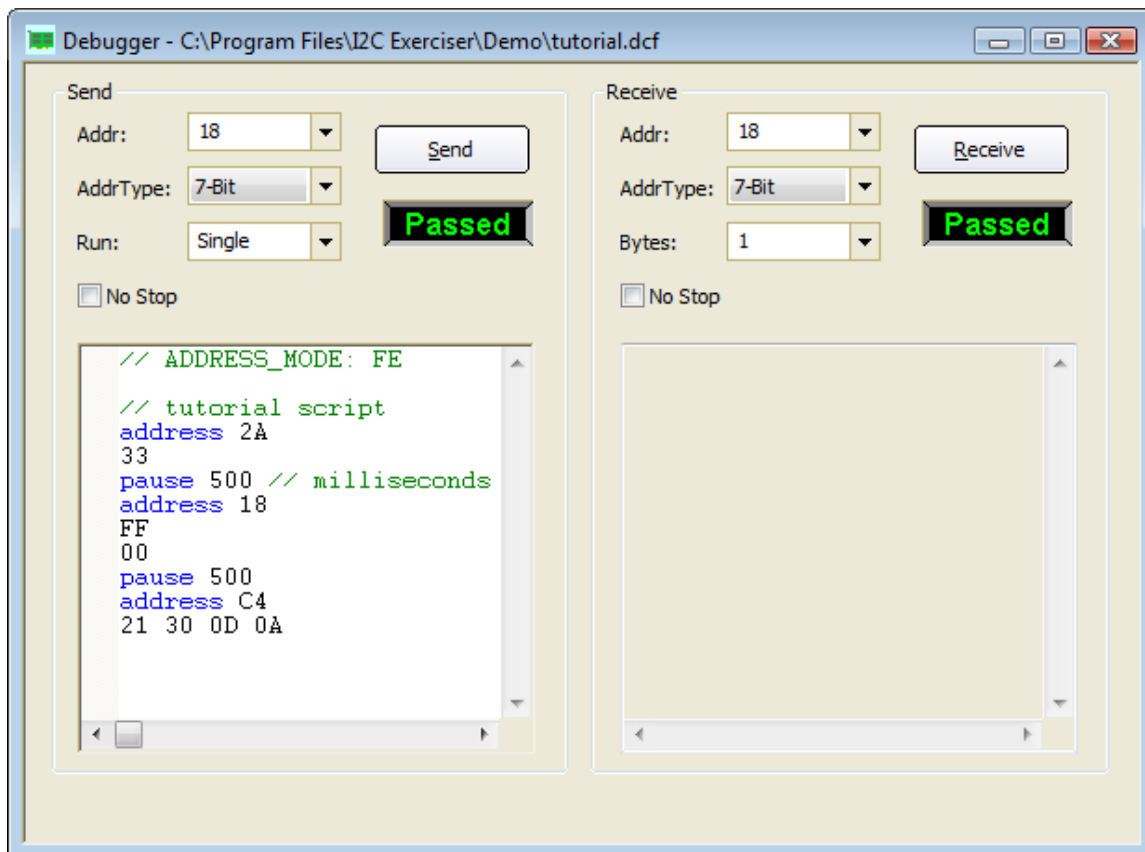 Debugger - C:\Program Files\I2C Exerciser\Demo\tutorial.dcf
Send
Addr: 18
Send
AddrType: 7-Bit
Passed
Run: Single
No Stop
// ADDRESS_MODE: FE
// tutorial script
address 2A
33
pause 500 // milliseconds
address 18
FF
00
pause 500
address C4
21 30 0D 0A
Receive
Addr: 18
Receive
AddrType: 7-Bit
Passed
Bytes: 1
No Stop